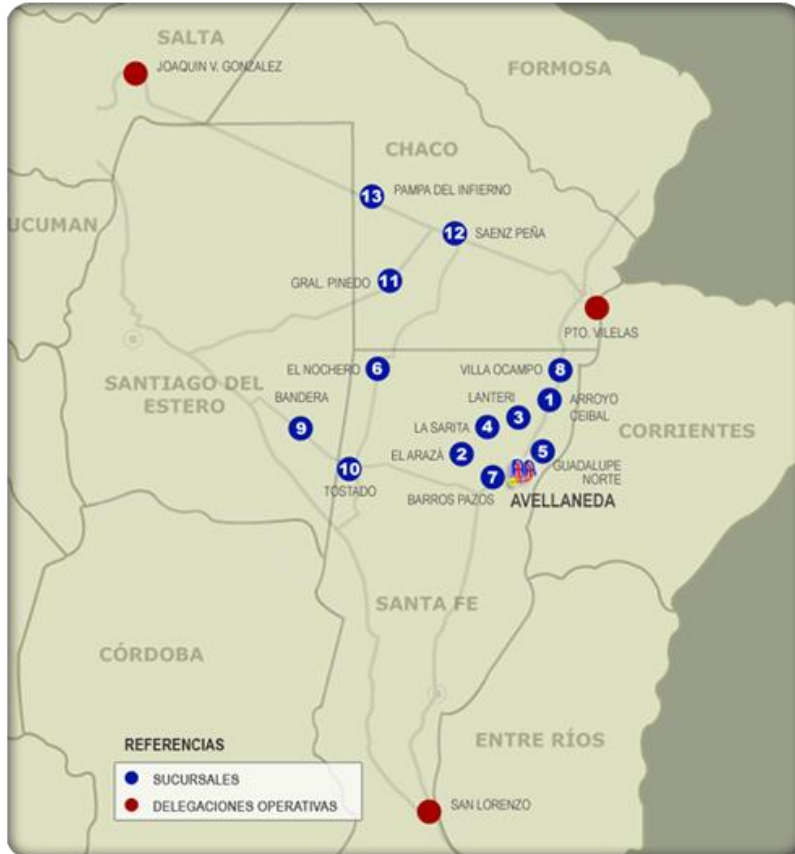 SALTA
JOAQUIN V. GONZALEZ
FORMOSA
CHACO
13
PAMPA DEL INFIERNO
UCUMAN
12
SAENZ PEÑA
GRAL. PINEDO
11
PTO. VILELAS
EL NOCHERO
6
VILLA OCAMPO
8
SANTIAGO DEL
ESTERO
BANDERA
LANTERI
1
ARROYO
CEIBAL
3
LA SARITA
4
9
CORRIENTES
EL ARAZÁ
2
5
GUADALUPE
NORTE
10
TOSTADO
7
BARROS PAZOS
AVELLANEDA
SANTA FE
CÓRDOBA
ENTRE RÍOS
REFERENCIAS
SUCURSALES
DELEGACIONES OPERATIVAS
SAN LORENZO